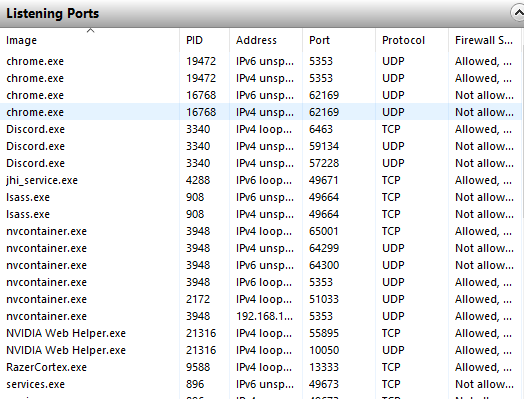 Listening Ports
Image PID Address Port Protocol Firewall S...
chrome.exe 19472 IPv6 unsp... 5353 UDP Allowed, ...
chrome.exe 19472 IPv4 unsp... 5353 UDP Allowed, ...
chrome.exe 16768 IPv6 unsp... 62169 UDP Not allow...
chrome.exe 16768 IPv4 unsp... 62169 UDP Not allow...
Discord.exe 3340 IPv4 loop... 6463 TCP Allowed, ...
Discord.exe 3340 IPv4 unsp... 59134 UDP Not allow...
Discord.exe 3340 IPv4 unsp... 57228 UDP Not allow...
jhi_service.exe 4288 IPv6 loop... 49671 TCP Allowed, ...
lsass.exe 908 IPv6 unsp... 49664 TCP Not allow...
lsass.exe 908 IPv4 unsp... 49664 TCP Not allow...
nvcontainer.exe 3948 IPv4 loop... 65001 TCP Allowed, ...
nvcontainer.exe 3948 IPv4 unsp... 64299 UDP Not allow...
nvcontainer.exe 3948 IPv6 unsp... 64300 UDP Not allow...
nvcontainer.exe 3948 IPv6 loop... 5353 UDP Allowed, ...
nvcontainer.exe 2172 IPv4 loop... 51033 UDP Allowed, ...
nvcontainer.exe 3948 192.168.1... 5353 UDP Not allow...
NVIDIA Web Helper.exe 21316 IPv4 loop... 55895 TCP Allowed, ...
NVIDIA Web Helper.exe 21316 IPv4 loop... 10050 UDP Allowed, ...
RazerCortex.exe 9588 IPv4 loop... 13333 TCP Allowed, ...
services.exe 896 IPv6 unsp... 49673 TCP Not allow...